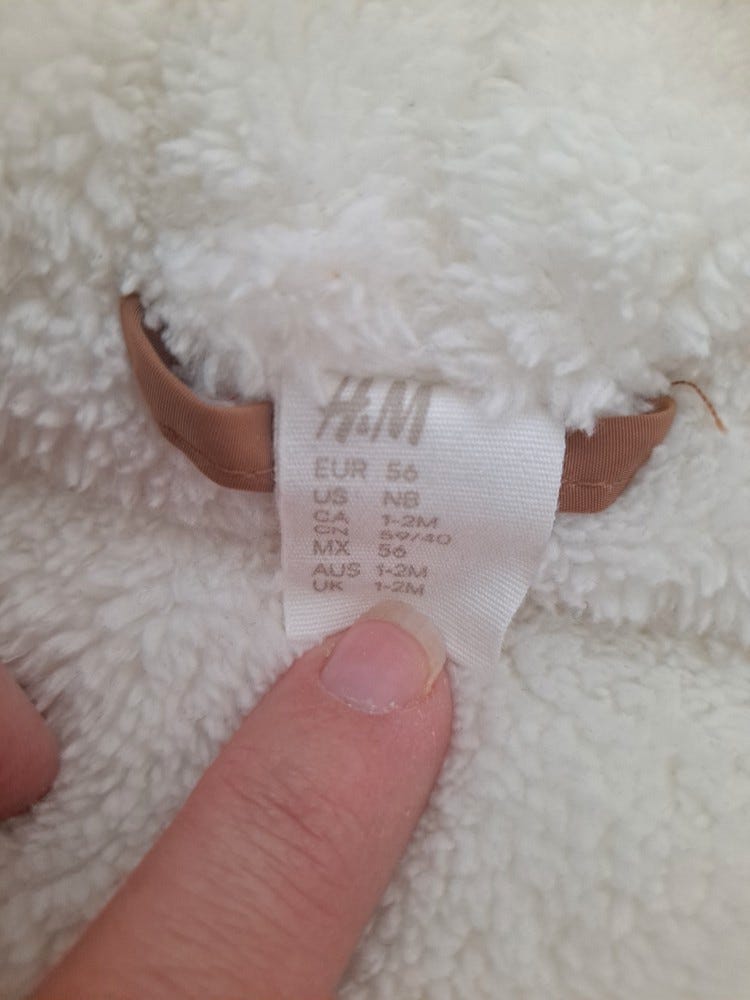 H&M
EUR 56
US NB
CA 1-2M
CN 59/40
MX 56
AUS 1-2M
UK 1-2M